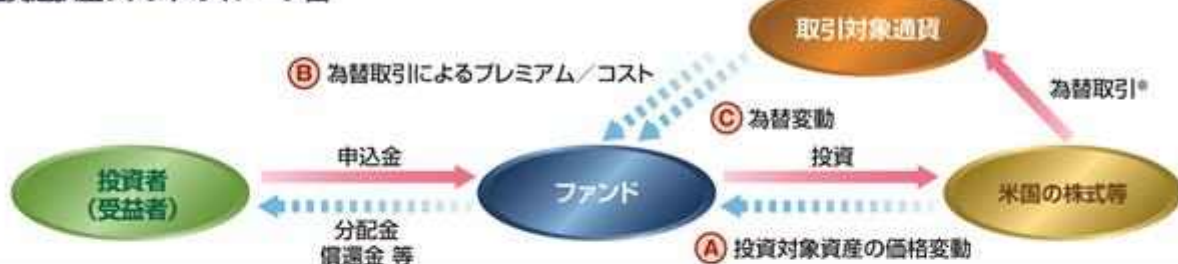 取引対象通貨
Ⓑ 為替取引によるプレミアム／コスト
為替取引*
Ⓒ 為替変動
申込金
投資
投資者
（受益者）
ファンド
米国の株式等
分配金
償還金 等
Ⓐ 投資対象資産の価格変動